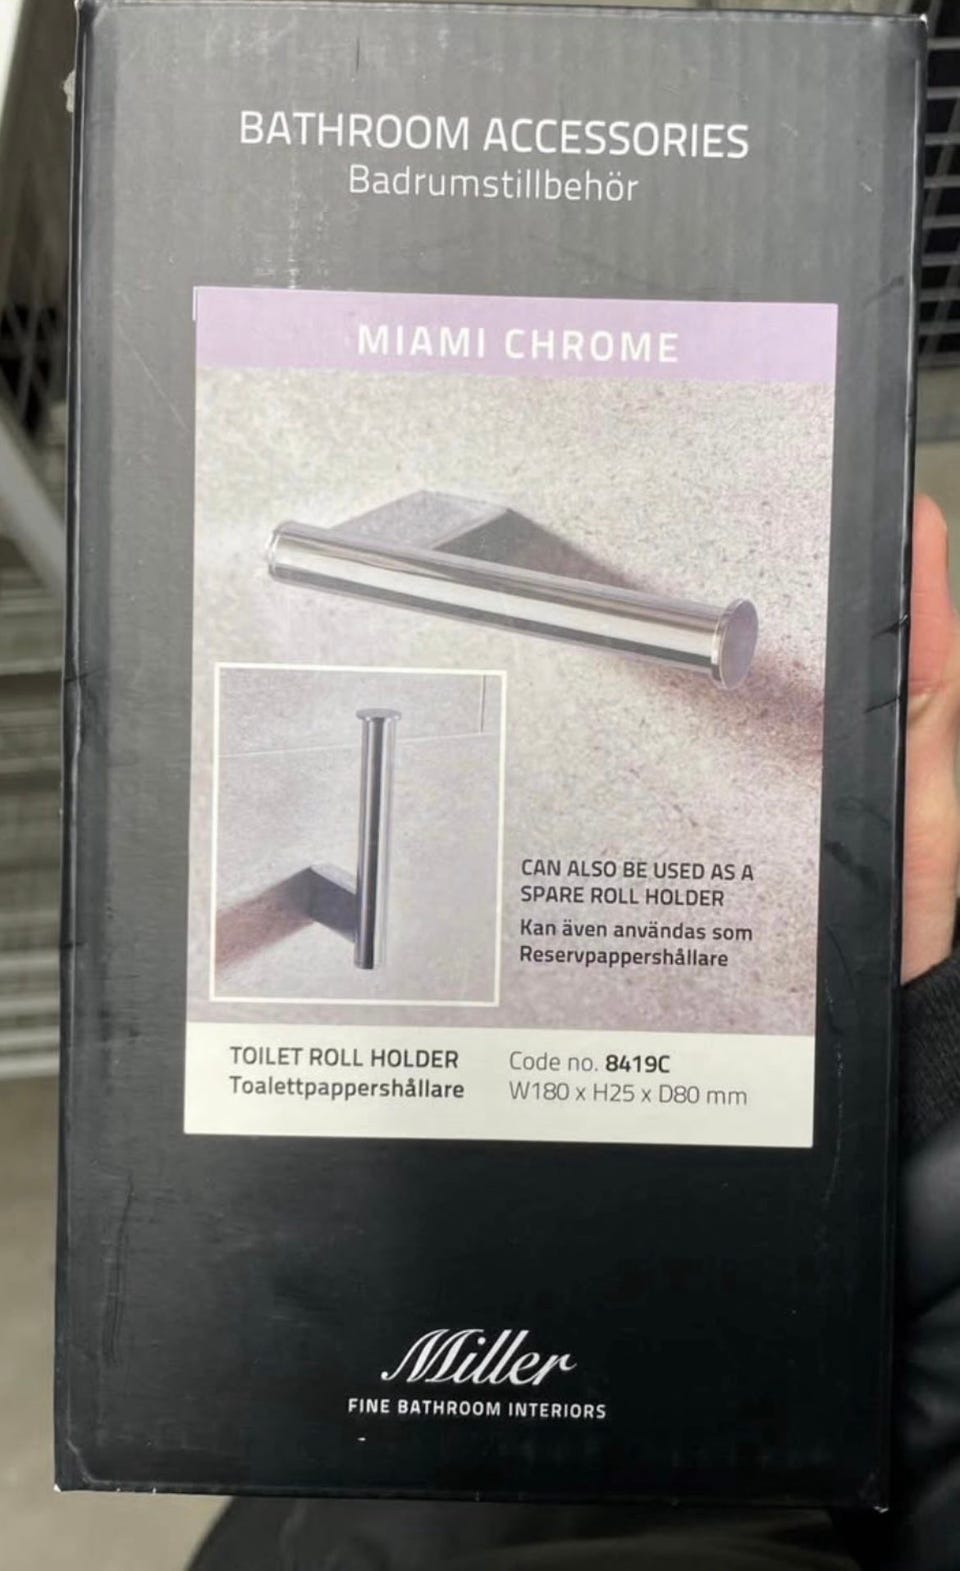 BATHROOM ACCESSORIES
Badrumstillbehör
MIAMI CHROME
CAN ALSO BE USED AS A
SPARE ROLL HOLDER
Kan även användas som
Reservpappershållare
TOILET ROLL HOLDER
Toalettpappershållare
Code no. 8419C
W180 x H25 x D80 mm
Miller
FINE BATHROOM INTERIORS